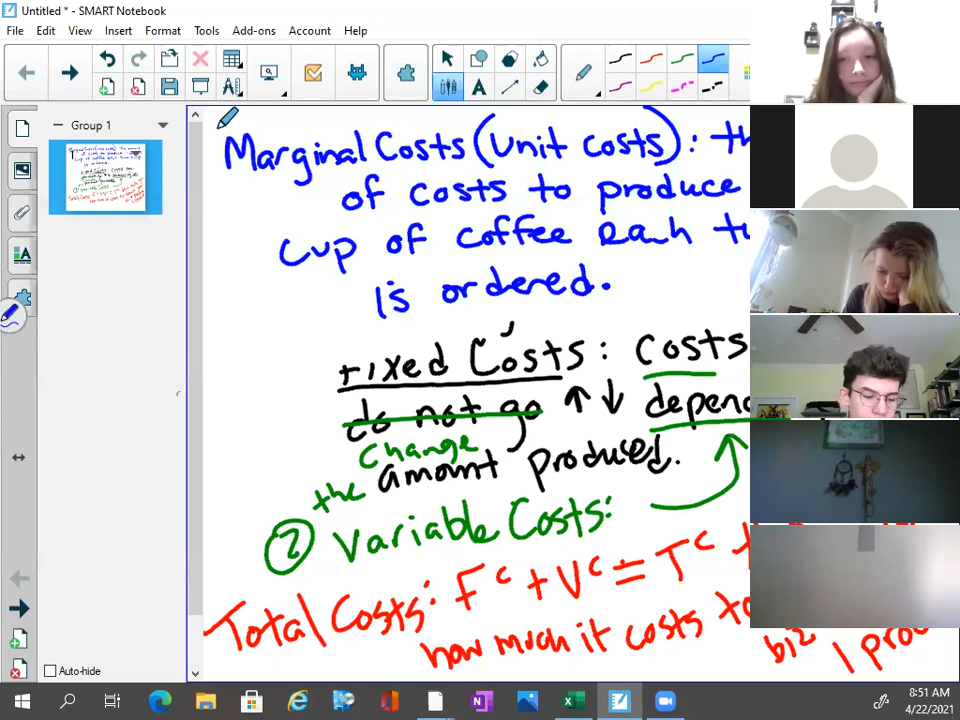 Untitled * - SMART Notebook
File Edit View Insert Format Tools Add-ons Account Help
Group 1
Marginal Costs (Unit costs): th
of costs to produce
Cup of coffee Each
is ordered.
Fixed Costs: costs
do not go ↑↓ depend
change
the amount produced.
② Variable Costs:
Total Costs: Fc + Vc = Tc
how much it costs to
biz 1 prod
Auto-hide
8:51 AM
4/22/2021